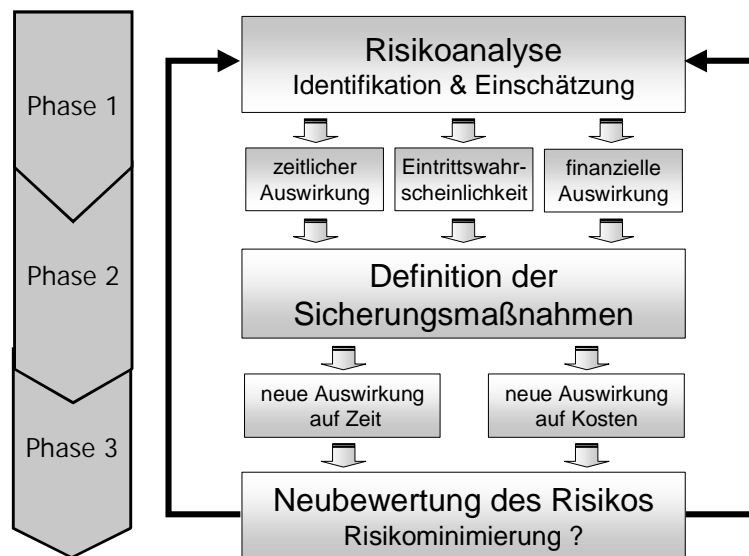 Phase 1
Phase 2
Phase 3
Risikoanalyse
Identifikation & Einschätzung
zeitlicher
Auswirkung
Eintrittswahr-
scheinlichkeit
finanzielle
Auswirkung
Definition der
Sicherungsmaßnahmen
neue Auswirkung
auf Zeit
neue Auswirkung
auf Kosten
Neubewertung des Risikos
Risikominimierung ?